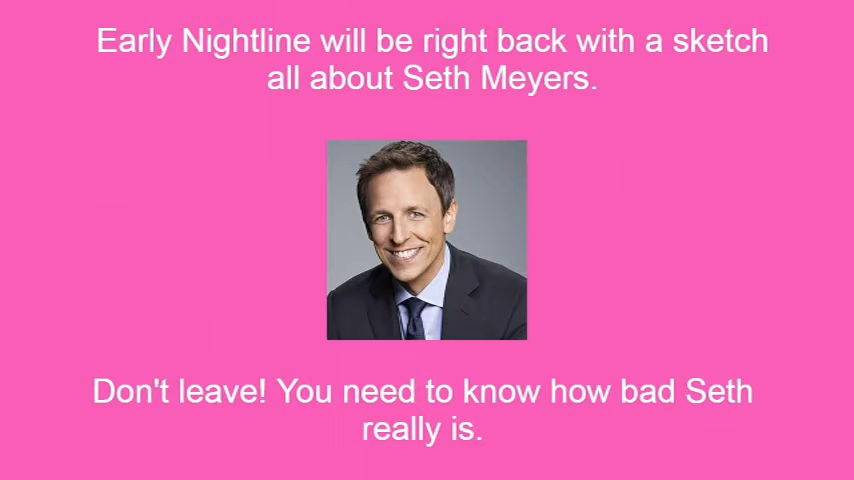 Early Nightline will be right back with a sketch
all about Seth Meyers.
Don't leave! You need to know how bad Seth
really is.